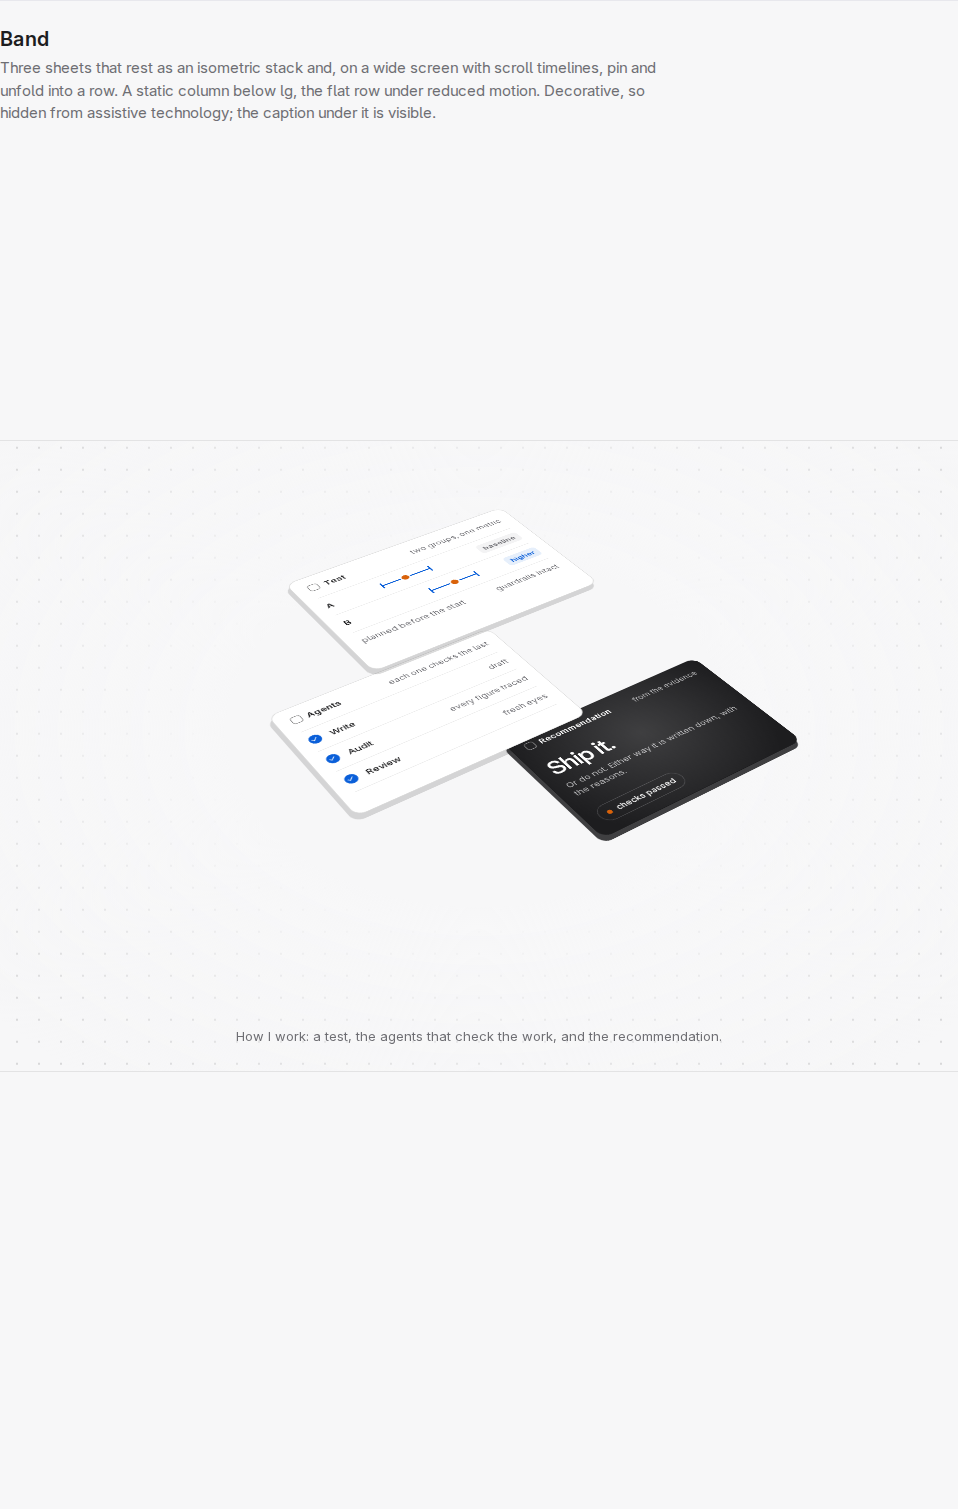 Band
Three sheets that rest as an isometric stack and, on a wide screen with scroll timelines, pin and
unfold into a row. A static column below lg, the flat row under reduced motion. Decorative, so
hidden from assistive technology; the caption under it is visible.
Test
two groups, one metric
A
baseline
B
higher
planned before the start
guardrails intact
Agents
each one checks the last
Write
draft
Audit
every figure traced
Review
fresh eyes
Recommendation
from the evidence
Ship it.
Or do not. Either way it is written down, with
the reasons.
checks passed
How I work: a test, the agents that check the work, and the recommendation.